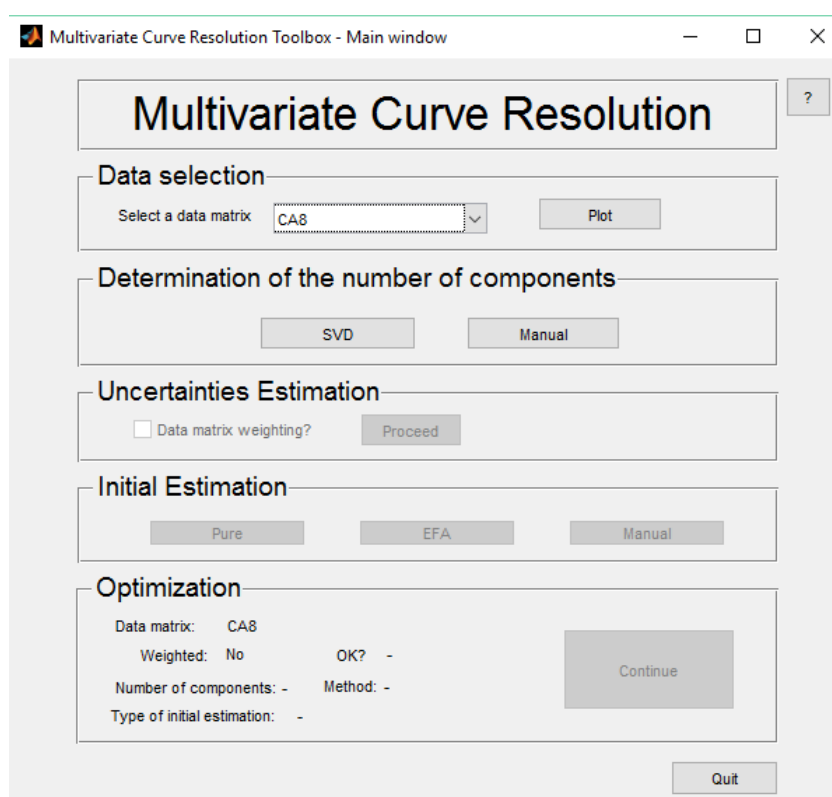 Multivariate Curve Resolution Toolbox - Main window
?
Multivariate Curve Resolution
Data selection
Select a data matrix CA8 Plot
Determination of the number of components
SVD Manual
Uncertainties Estimation
Data matrix weighting? Proceed
Initial Estimation
Pure EFA Manual
Optimization
Data matrix: CA8
Weighted: No OK? -
Continue
Number of components: - Method: -
Type of initial estimation: -
Quit